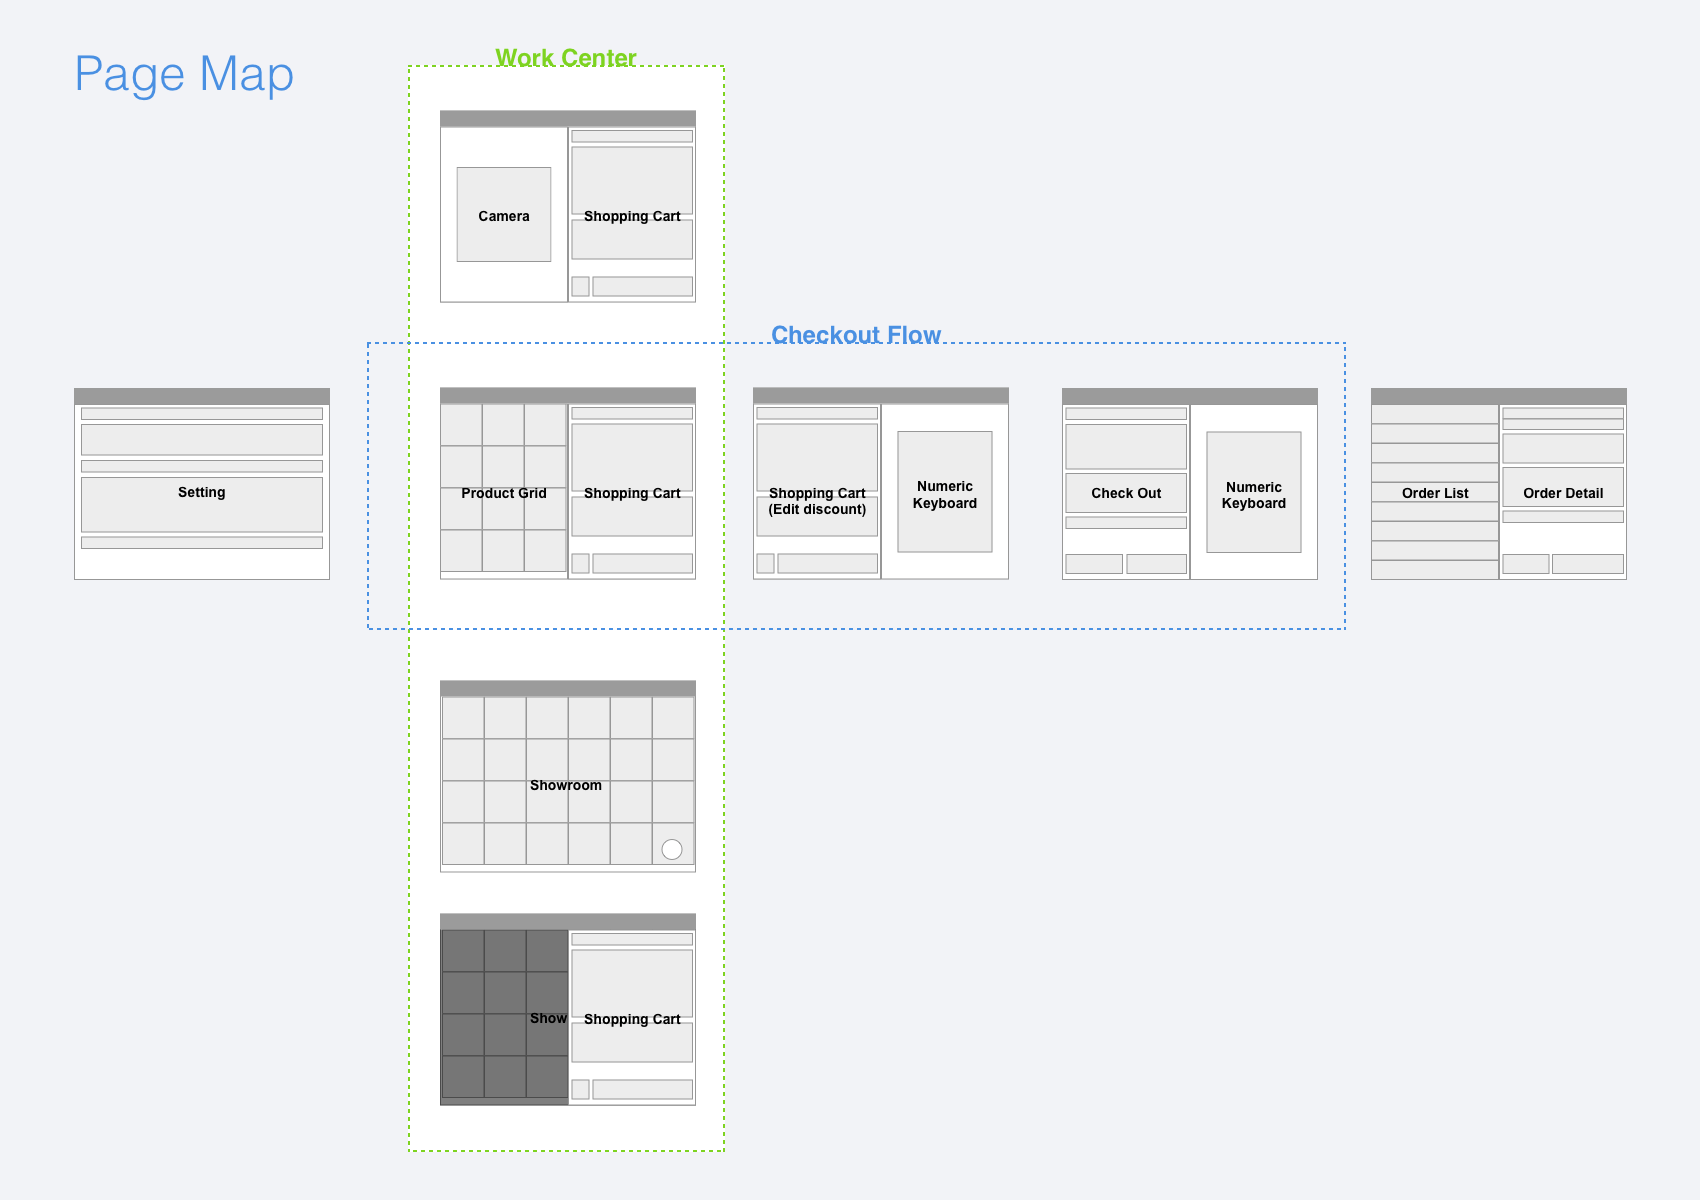 Page Map
Work Center
Camera
Shopping Cart
Checkout Flow
Setting
Product Grid
Shopping Cart
Shopping Cart
(Edit discount)
Numeric
Keyboard
Check Out
Numeric
Keyboard
Order List
Order Detail
Showroom
Show
Shopping Cart